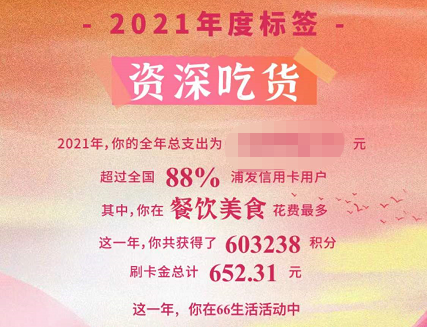 - 2021年度标签 -
资深吃货
2021年,你的全年总支出为 元
超过全国 88% 浦发信用卡用户
其中,你在 餐饮美食 花费最多
这一年,你共获得了 603238 积分
刷卡金总计 652.31 元
这一年，你在66生活活动中